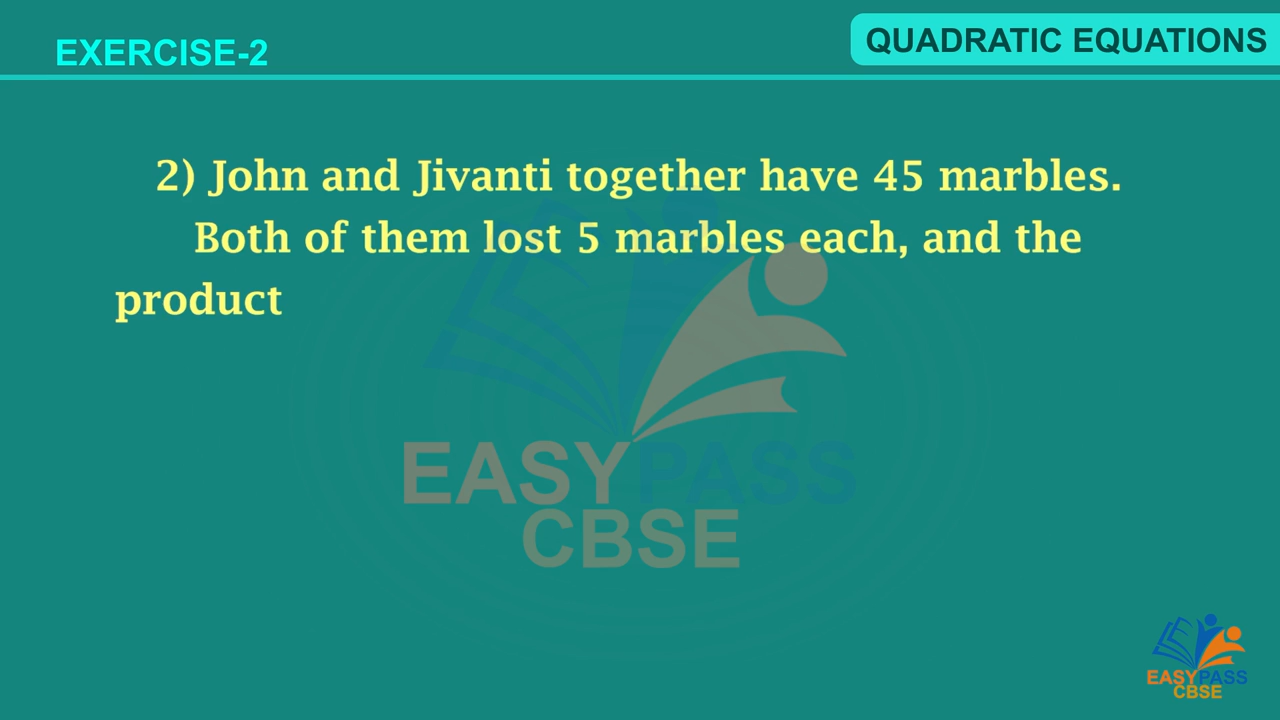 EXERCISE-2
QUADRATIC EQUATIONS
2) John and Jivanti together have 45 marbles.
Both of them lost 5 marbles each, and the
product
EASYPASS
CBSE
EASYPASS
CBSE